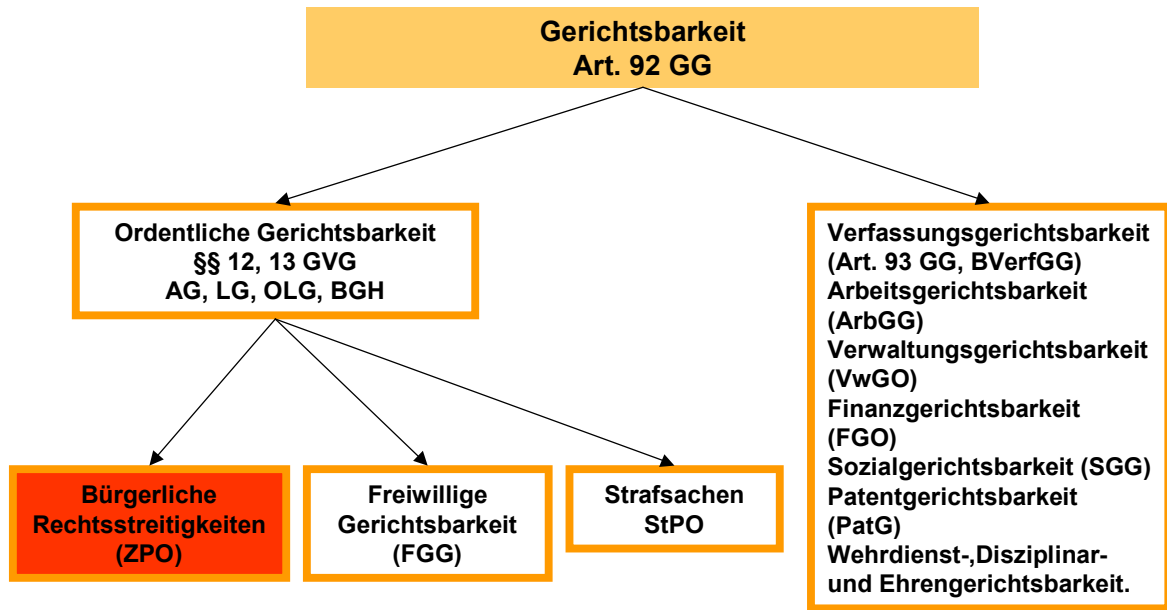 Gerichtsbarkeit
Art. 92 GG
Ordentliche Gerichtsbarkeit
§§ 12, 13 GVG
AG, LG, OLG, BGH
Verfassungsgerichtsbarkeit
(Art. 93 GG, BVerfGG)
Arbeitsgerichtsbarkeit
(ArbGG)
Verwaltungsgerichtsbarkeit
(VwGO)
Finanzgerichtsbarkeit
(FGO)
Sozialgerichtsbarkeit (SGG)
Patentgerichtsbarkeit
(PatG)
Wehrdienst-,Disziplinar-
und Ehrengerichtsbarkeit.
Bürgerliche
Rechtsstreitigkeiten
(ZPO)
Freiwillige
Gerichtsbarkeit
(FGG)
Strafsachen
StPO